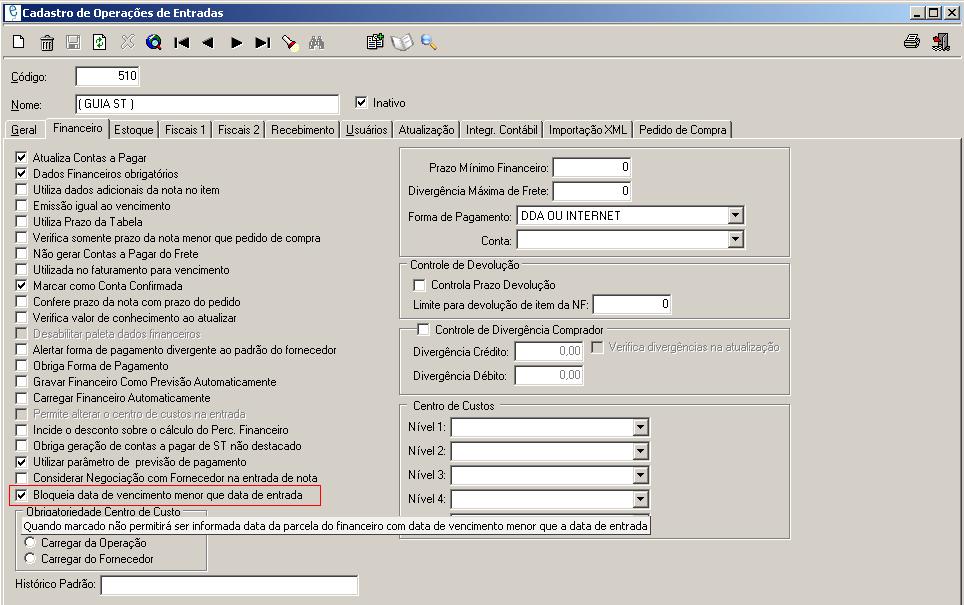 Cadastro de Operações de Entradas
Código: 510
Nome: ( GUIA ST ) Inativo
Geral Financeiro Estoque Fiscais 1 Fiscais 2 Recebimento Usuários Atualização Integr. Contábil Importação XML Pedido de Compra
Atualiza Contas a Pagar
Dados Financeiros obrigatórios
Utiliza dados adicionais da nota no item
Emissão igual ao vencimento
Utiliza Prazo da Tabela
Verifica somente prazo da nota menor que pedido de compra
Não gerar Contas a Pagar do Frete
Utilizada no faturamento para vencimento
Marcar como Conta Confirmada
Confere prazo da nota com prazo do pedido
Verifica valor de conhecimento ao atualizar
Desabilitar paleta dados financeiros
Alertar forma de pagamento divergente ao padrão do fornecedor
Obriga Forma de Pagamento
Gravar Financeiro Como Previsão Automaticamente
Carregar Financeiro Automaticamente
Permite alterar o centro de custos na entrada
Incide o desconto sobre o cálculo do Perc. Financeiro
Obriga geração de contas a pagar de ST não destacado
Utilizar parâmetro de previsão de pagamento
Considerar Negociação com Fornecedor na entrada de nota
Bloqueia data de vencimento menor que data de entrada
Obrigatoriedade Centro de Custo
Quando marcado não permitirá ser informada data da parcela do financeiro com data de vencimento menor que a data de entrada
Carregar da Operação
Carregar do Fornecedor
Histórico Padrão:
Prazo Mínimo Financeiro: 0
Divergência Máxima de Frete: 0
Forma de Pagamento: DDA OU INTERNET
Conta:
Controle de Devolução
Controla Prazo Devolução
Limite para devolução de item da NF: 0
Controle de Divergência Comprador
Divergência Crédito: 0,00 Verifica divergências na atualização
Divergência Débito: 0,00
Centro de Custos
Nível 1:
Nível 2:
Nível 3:
Nível 4: